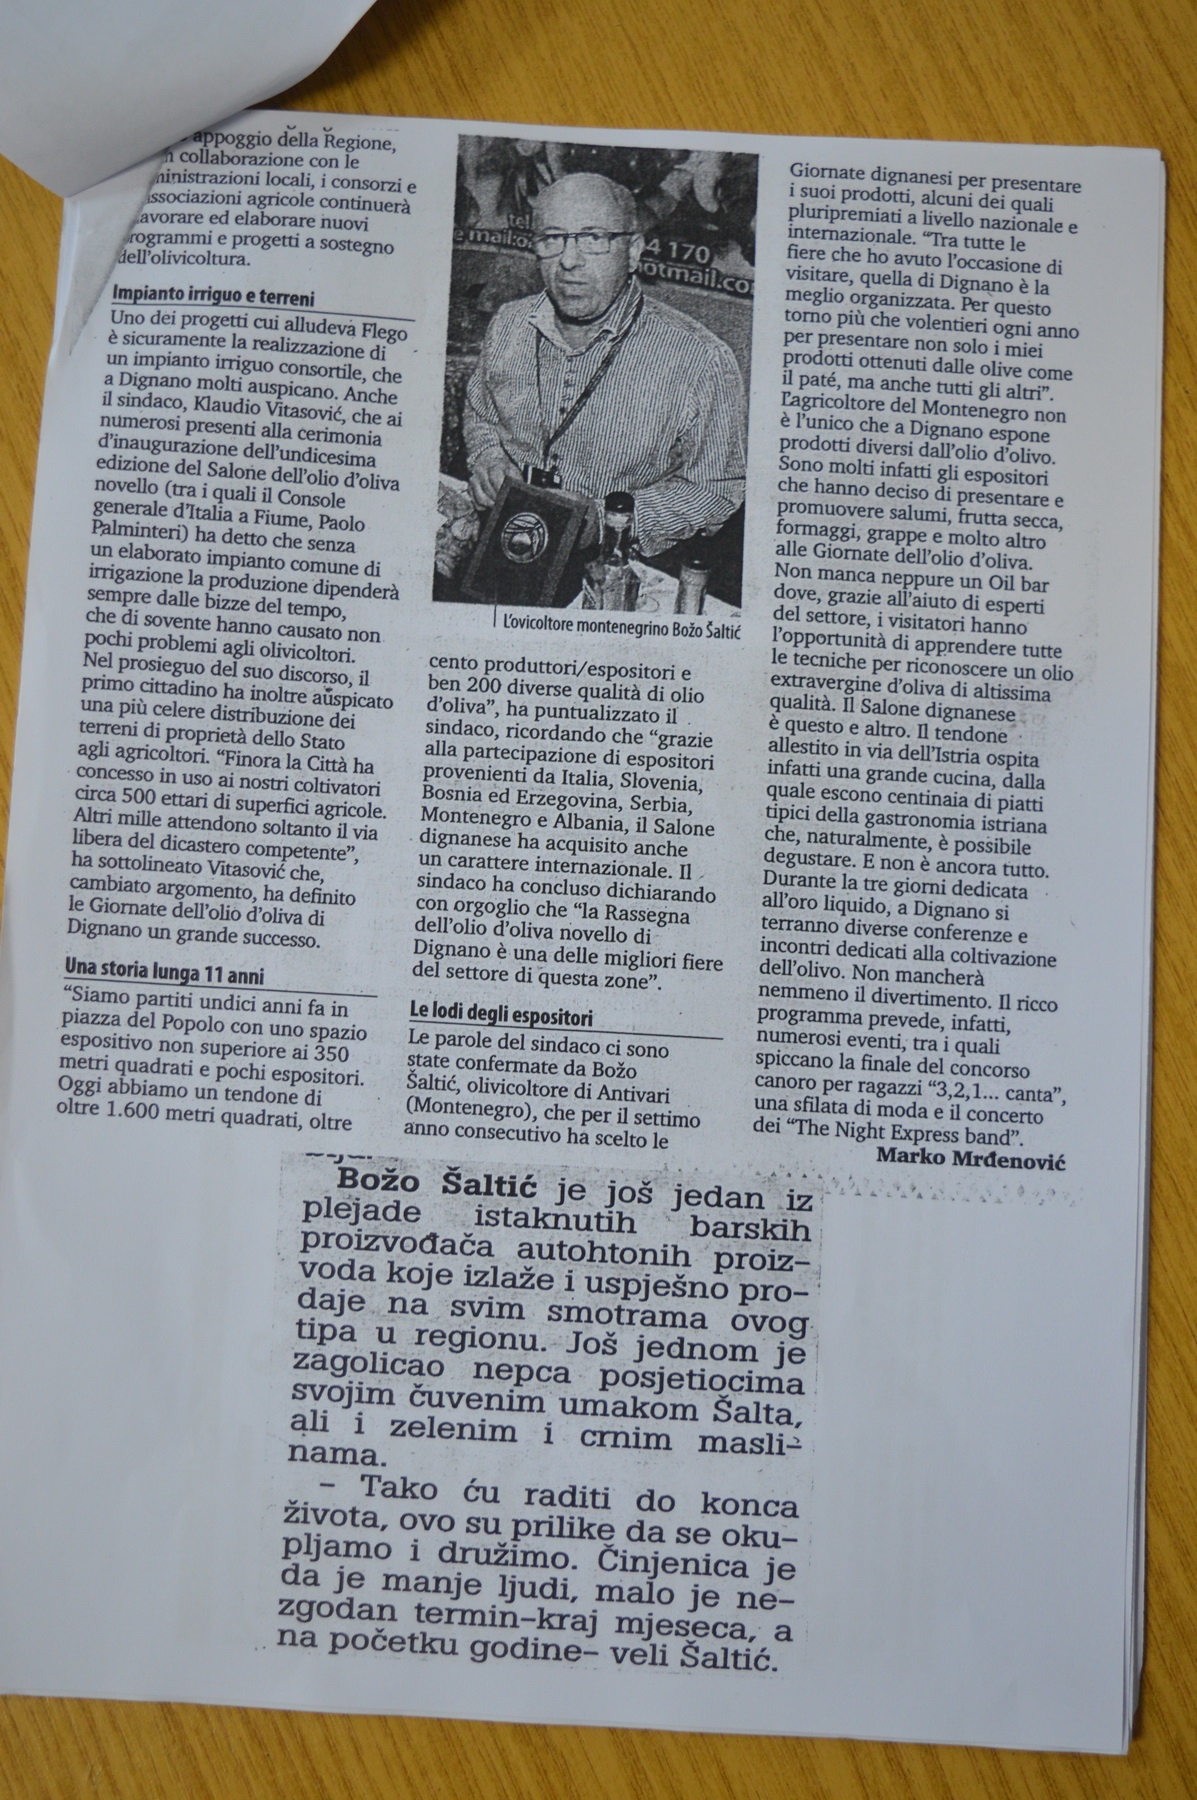 appoggio della Regione,
collaborazione con le
ministrazioni locali, i consorzi e
associazioni agricole continuerà
lavorare ed elaborare nuovi
programmi e progetti a sostegno
dell'olivicoltura.
Impianto irriguo e terreni
Uno dei progetti cui alludeva Flego
è sicuramente la realizzazione di
un impianto irriguo consortile, che
a Dignano molti auspicano. Anche
il sindaco, Klaudio Vitasović, che ai
numerosi presenti alla cerimonia
d'inaugurazione dell'undicesima
edizione del Salone dell'olio d'oliva
novello (tra i quali il Console
generale d'Italia a Fiume, Paolo
Palminteri) ha detto che senza
un elaborato impianto comune di
irrigazione la produzione dipenderà
sempre dalle bizze del tempo,
che di sovente hanno causato non
pochi problemi agli olivicoltori.
Nel prosieguo del suo discorso, il
primo cittadino ha inoltre auspicato
una più celere distribuzione dei
terreni di proprietà dello Stato
agli agricoltori. “Finora la Città ha
concesso in uso ai nostri coltivatori
circa 500 ettari di superfici agricole.
Altri mille attendono soltanto il via
libera del dicastero competente”,
ha sottolineato Vitasović che,
cambiato argomento, ha definito
le Giornate dell'olio d'oliva di
Dignano un grande successo.
Una storia lunga 11 anni
“Siamo partiti undici anni fa in
piazza del Popolo con uno spazio
espositivo non superiore ai 350
metri quadrati e pochi espositori.
Oggi abbiamo un tendone di
oltre 1.600 metri quadrati, oltre
tel
e mail:o
4 170
hotmail.co
L'ovicoltore montenegrino Božo Šaltić
cento produttori/espositori e
ben 200 diverse qualità di olio
d'oliva”, ha puntualizzato il
sindaco, ricordando che “grazie
alla partecipazione di espositori
provenienti da Italia, Slovenia,
Bosnia ed Erzegovina, Serbia,
Montenegro e Albania, il Salone
dignanese ha acquisito anche
un carattere internazionale. Il
sindaco ha concluso dichiarando
con orgoglio che “la Rassegna
dell'olio d'oliva novello di
Dignano è una delle migliori fiere
del settore di questa zone”.
Le lodi degli espositori
Le parole del sindaco ci sono
state confermate da Božo
Šaltić, olivicoltore di Antivari
(Montenegro), che per il settimo
anno consecutivo ha scelto le
Giornate dignanesi per presentare
i suoi prodotti, alcuni dei quali
pluripremiati a livello nazionale e
internazionale. “Tra tutte le
fiere che ho avuto l'occasione di
visitare, quella di Dignano è la
meglio organizzata. Per questo
torno più che volentieri ogni anno
per presentare non solo i miei
prodotti ottenuti dalle olive come
il paté, ma anche tutti gli altri”.
L'agricoltore del Montenegro non
è l'unico che a Dignano espone
prodotti diversi dall'olio d'olivo.
Sono molti infatti gli espositori
che hanno deciso di presentare e
promuovere salumi, frutta secca,
formaggi, grappe e molto altro
alle Giornate dell'olio d'oliva.
Non manca neppure un Oil bar
dove, grazie all'aiuto di esperti
del settore, i visitatori hanno
l'opportunità di apprendere tutte
le tecniche per riconoscere un olio
extravergine d'oliva di altissima
qualità. Il Salone dignanese
è questo e altro. Il tendone
allestito in via dell'Istria ospita
infatti una grande cucina, dalla
quale escono centinaia di piatti
tipici della gastronomia istriana
che, naturalmente, è possibile
degustare. E non è ancora tutto.
Durante la tre giorni dedicata
all'oro liquido, a Dignano si
terranno diverse conferenze e
incontri dedicati alla coltivazione
dell'olivo. Non mancherà
nemmeno il divertimento. Il ricco
programma prevede, infatti,
numerosi eventi, tra i quali
spiccano la finale del concorso
canoro per ragazzi “3,2,1... canta”,
una sfilata di moda e il concerto
dei “The Night Express band”.
Marko Mrđenović
Božo Šaltić je još jedan iz
plejade istaknutih barskih
proizvođača autohtonih proiz-
voda koje izlaže i uspješno pro-
daje na svim smotrama ovog
tipa u regionu. Još jednom je
zagolicao nepca posjetiocima
svojim čuvenim umakom Šalta,
ali i zelenim i crnim masli-
nama.
– Tako ću raditi do konca
života, ovo su prilike da se oku-
pljamo i družimo. Činjenica je
da je manje ljudi, malo je ne-
zgodan termin-kraj mjeseca, a
na početku godine- veli Šaltić.